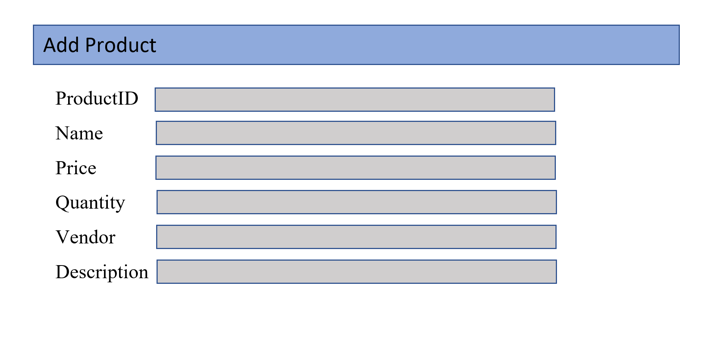 Add Product
ProductID
Name
Price
Quantity
Vendor
Description